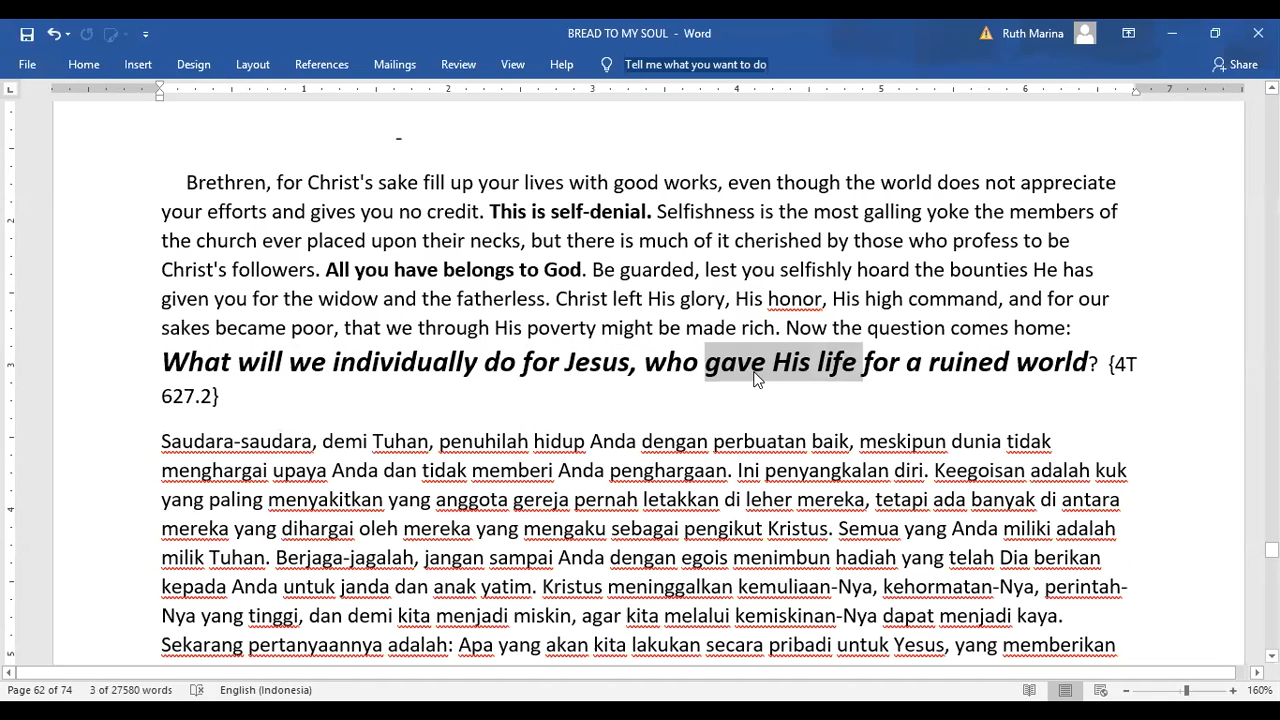 BREAD TO MY SOUL - Word
Ruth Marina
File Home Insert Design Layout References Mailings Review View Help Tell me what you want to do Share
1 2 3 4 5 6 7
-
Brethren, for Christ's sake fill up your lives with good works, even though the world does not appreciate
your efforts and gives you no credit. This is self-denial. Selfishness is the most galling yoke the members of
the church ever placed upon their necks, but there is much of it cherished by those who profess to be
Christ's followers. All you have belongs to God. Be guarded, lest you selfishly hoard the bounties He has
given you for the widow and the fatherless. Christ left His glory, His honor, His high command, and for our
sakes became poor, that we through His poverty might be made rich. Now the question comes home:
What will we individually do for Jesus, who gave His life for a ruined world? {4T
627.2}
Saudara-saudara, demi Tuhan, penuhilah hidup Anda dengan perbuatan baik, meskipun dunia tidak
menghargai upaya Anda dan tidak memberi Anda penghargaan. Ini penyangkalan diri. Keegoisan adalah kuk
yang paling menyakitkan yang anggota gereja pernah letakkan di leher mereka, tetapi ada banyak di antara
mereka yang dihargai oleh mereka yang mengaku sebagai pengikut Kristus. Semua yang Anda miliki adalah
milik Tuhan. Berjaga-jagalah, jangan sampai Anda dengan egois menimbun hadiah yang telah Dia berikan
kepada Anda untuk janda dan anak yatim. Kristus meninggalkan kemuliaan-Nya, kehormatan-Nya, perintah-
Nya yang tinggi, dan demi kita menjadi miskin, agar kita melalui kemiskinan-Nya dapat menjadi kaya.
Sekarang pertanyaannya adalah: Apa yang akan kita lakukan secara pribadi untuk Yesus, yang memberikan
Page 62 of 74 3 of 27580 words English (Indonesia) 160%